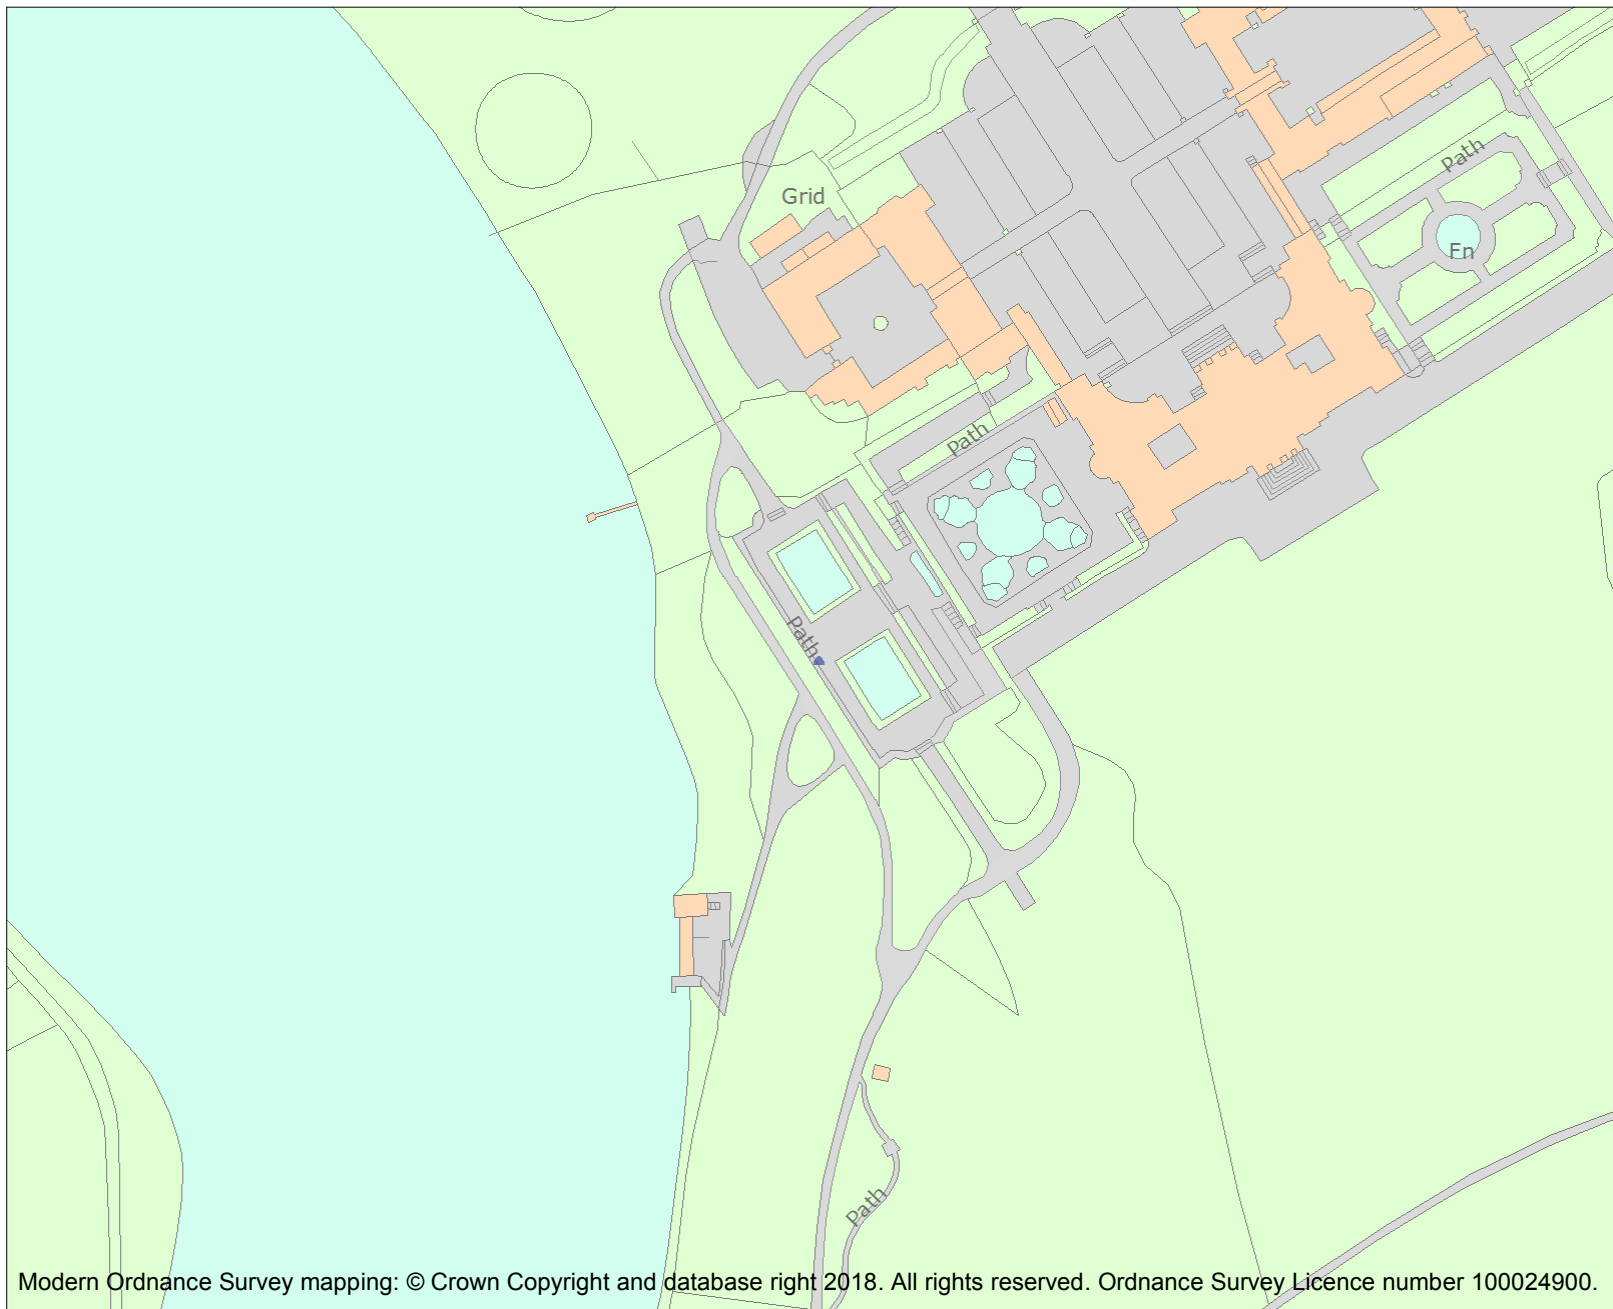 Path
Grid
Fn
Path
Path
Path
Modern Ordnance Survey mapping: © Crown Copyright and database right 2018. All rights reserved. Ordnance Survey Licence number 100024900.